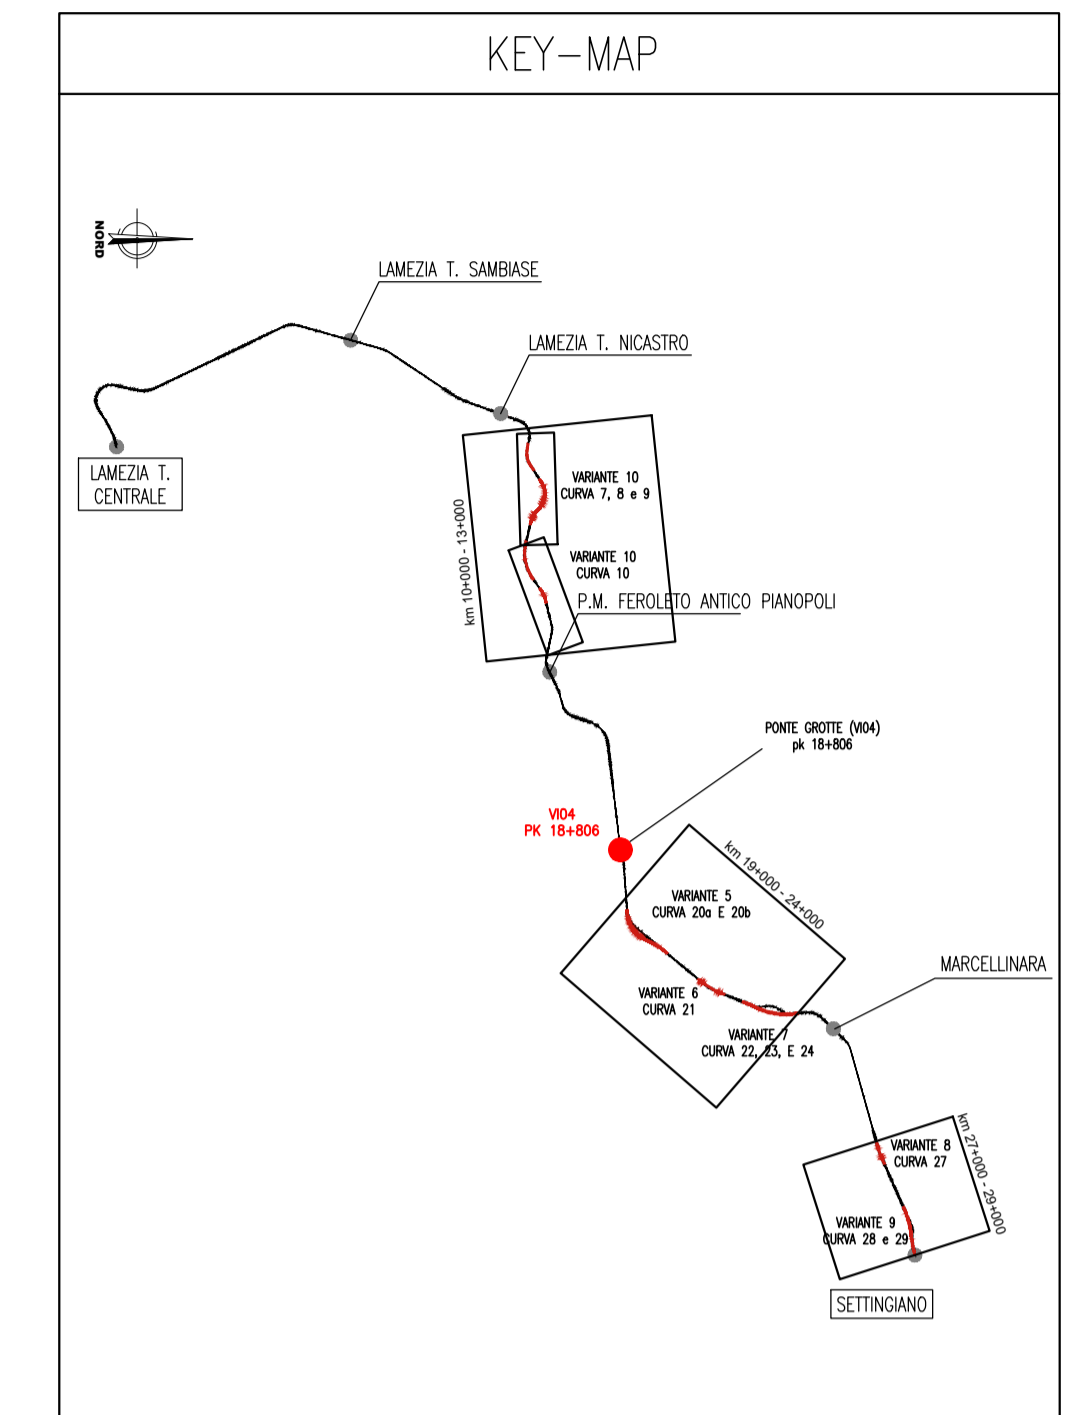 KEY-MAP
NORD
LAMEZIA T. SAMBIASE
LAMEZIA T. NICASTRO
LAMEZIA T.
CENTRALE
VARIANTE 10
CURVA 7, 8 e 9
km 10+000 - 13+000
VARIANTE 10
CURVA 10
P.M. FEROLETO ANTICO PIANOPOLI
PONTE GROTTE (VI04)
pk 18+806
VI04
PK 18+806
km 19+000 - 24+000
VARIANTE 5
CURVA 20a E 20b
MARCELLINARA
VARIANTE 6
CURVA 21
VARIANTE 7
CURVA 22, 23, E 24
km 27+000 - 29+000
VARIANTE 8
CURVA 27
VARIANTE 9
CURVA 28 e 29
SETTINGIANO